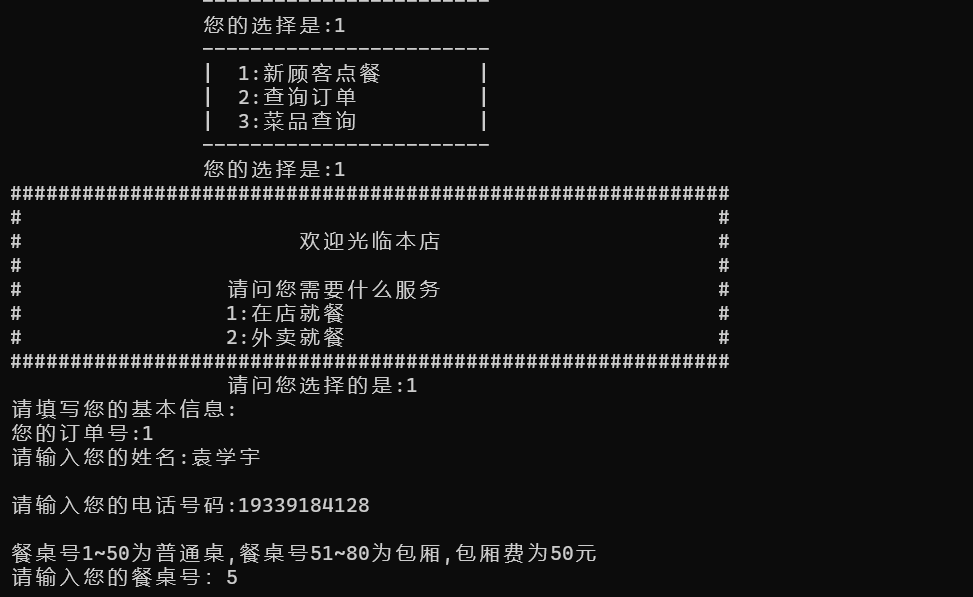 ------------------------
您的选择是:1
------------------------
|  1:新顾客点餐        |
|  2:查询订单          |
|  3:菜品查询          |
------------------------
您的选择是:1
############################################################
#                                                          #
#                       欢迎光临本店                       #
#                                                          #
#                 请问您需要什么服务                       #
#                 1:在店就餐                               #
#                 2:外卖就餐                               #
############################################################
请问您选择的是:1
请填写您的基本信息:
您的订单号:1
请输入您的姓名:袁学宇
请输入您的电话号码:19339184128
餐桌号1~50为普通桌,餐桌号51~80为包厢,包厢费为50元
请输入您的餐桌号: 5